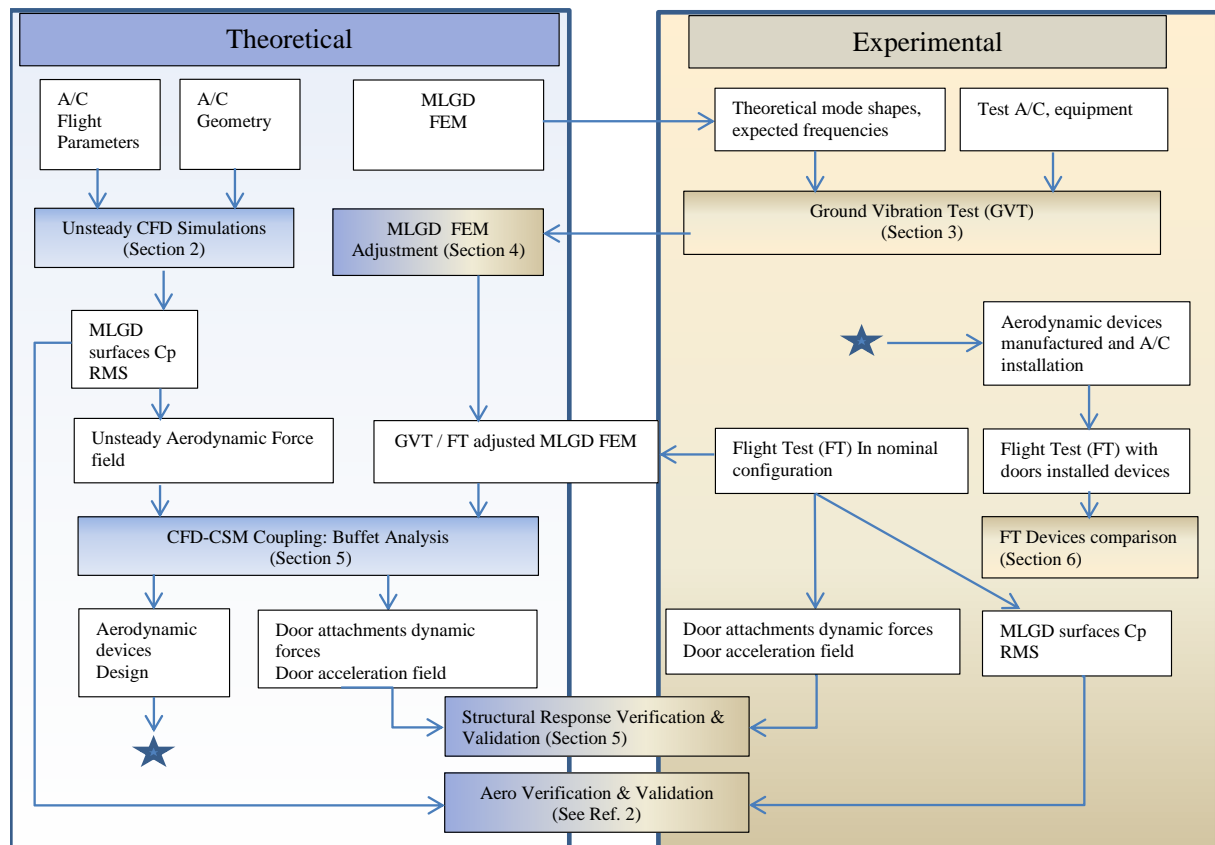 Theoretical
A/C
Flight
Parameters
A/C
Geometry
MLGD
FEM
Unsteady CFD Simulations
(Section 2)
MLGD  FEM
Adjustment (Section 4)
MLGD
surfaces Cp
RMS
Unsteady Aerodynamic Force
field
GVT / FT adjusted MLGD FEM
CFD-CSM Coupling: Buffet Analysis
(Section 5)
Aerodynamic
devices
Design
Door attachments dynamic
forces
Door acceleration field
Experimental
Theoretical mode shapes,
expected frequencies
Test A/C, equipment
Ground Vibration Test (GVT)
(Section 3)
Aerodynamic devices
manufactured and A/C
installation
Flight Test (FT) In nominal
configuration
Flight Test (FT) with
doors installed devices
FT Devices comparison
(Section 6)
Door attachments dynamic forces
Door acceleration field
MLGD surfaces Cp
RMS
Structural Response Verification &
Validation (Section 5)
Aero Verification & Validation
(See Ref. 2)